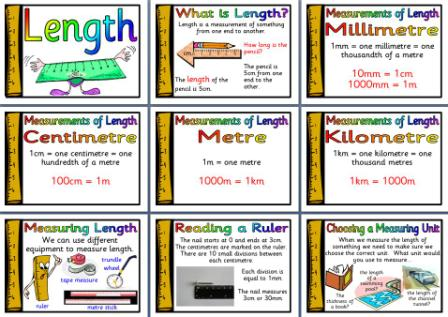 Length
What is Length?
Length is a measurement of something
from one end to another.
How long is the
pencil?
cm
The pencil is
5cm from one
end to the
other.
The length of the
pencil is 5cm.
Measurements of Length
Millimetre
1mm = one millimetre = one
thousandth of a metre
10mm = 1cm
1000mm = 1m
Measurements of Length
Centimetre
1cm = one centimetre = one
hundredth of a metre
100cm = 1m
Measurements of Length
Metre
1m = one metre
1000m = 1km
Measurements of Length
Kilometre
1km = one kilometre = one
thousand metres
1km = 1000m
Measuring Length
We can use different
equipment to measure length.
trundle
wheel
tape measure
ruler
metre stick
Reading a Ruler
The nail starts at 0 and ends at 3cm.
The centimetres are marked on the ruler.
There are 10 small divisions between
each centimetre.
Each division is
equal to 1mm.
The nail measures
3cm or 30mm.
Choosing a Measuring Unit
When we measure the length of
something we need to make sure we
choose the correct unit. What unit would
you use to measure...
the length
of a
swimming
pool?
The
thickness of
a book?
the length of
the channel
tunnel?